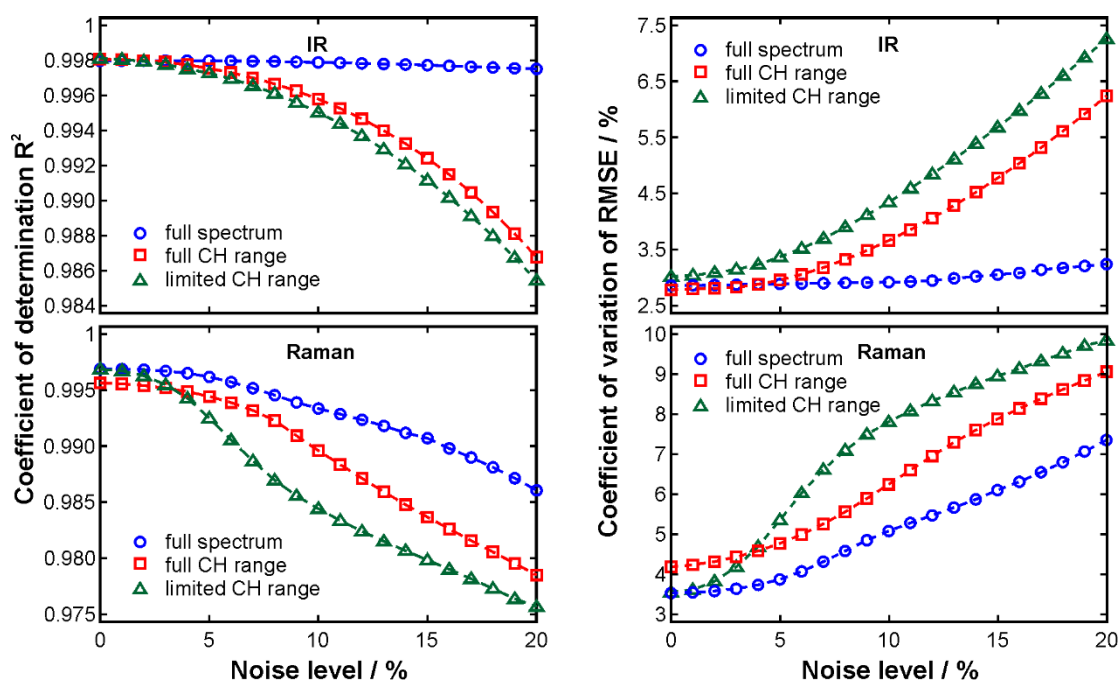 Coefficient of determination R²
1
0.998
0.996
0.994
0.992
0.990
0.988
0.986
0.984
IR
full spectrum
full CH range
limited CH range
1
0.995
0.990
0.985
0.980
0.975
Raman
full spectrum
full CH range
limited CH range
0 5 10 15 20
Noise level / %
Coefficient of variation of RMSE / %
7.5
6.5
5.5
4.5
3.5
2.5
IR
full spectrum
full CH range
limited CH range
10
9
8
7
6
5
4
3
Raman
full spectrum
full CH range
limited CH range
0 5 10 15 20
Noise level / %